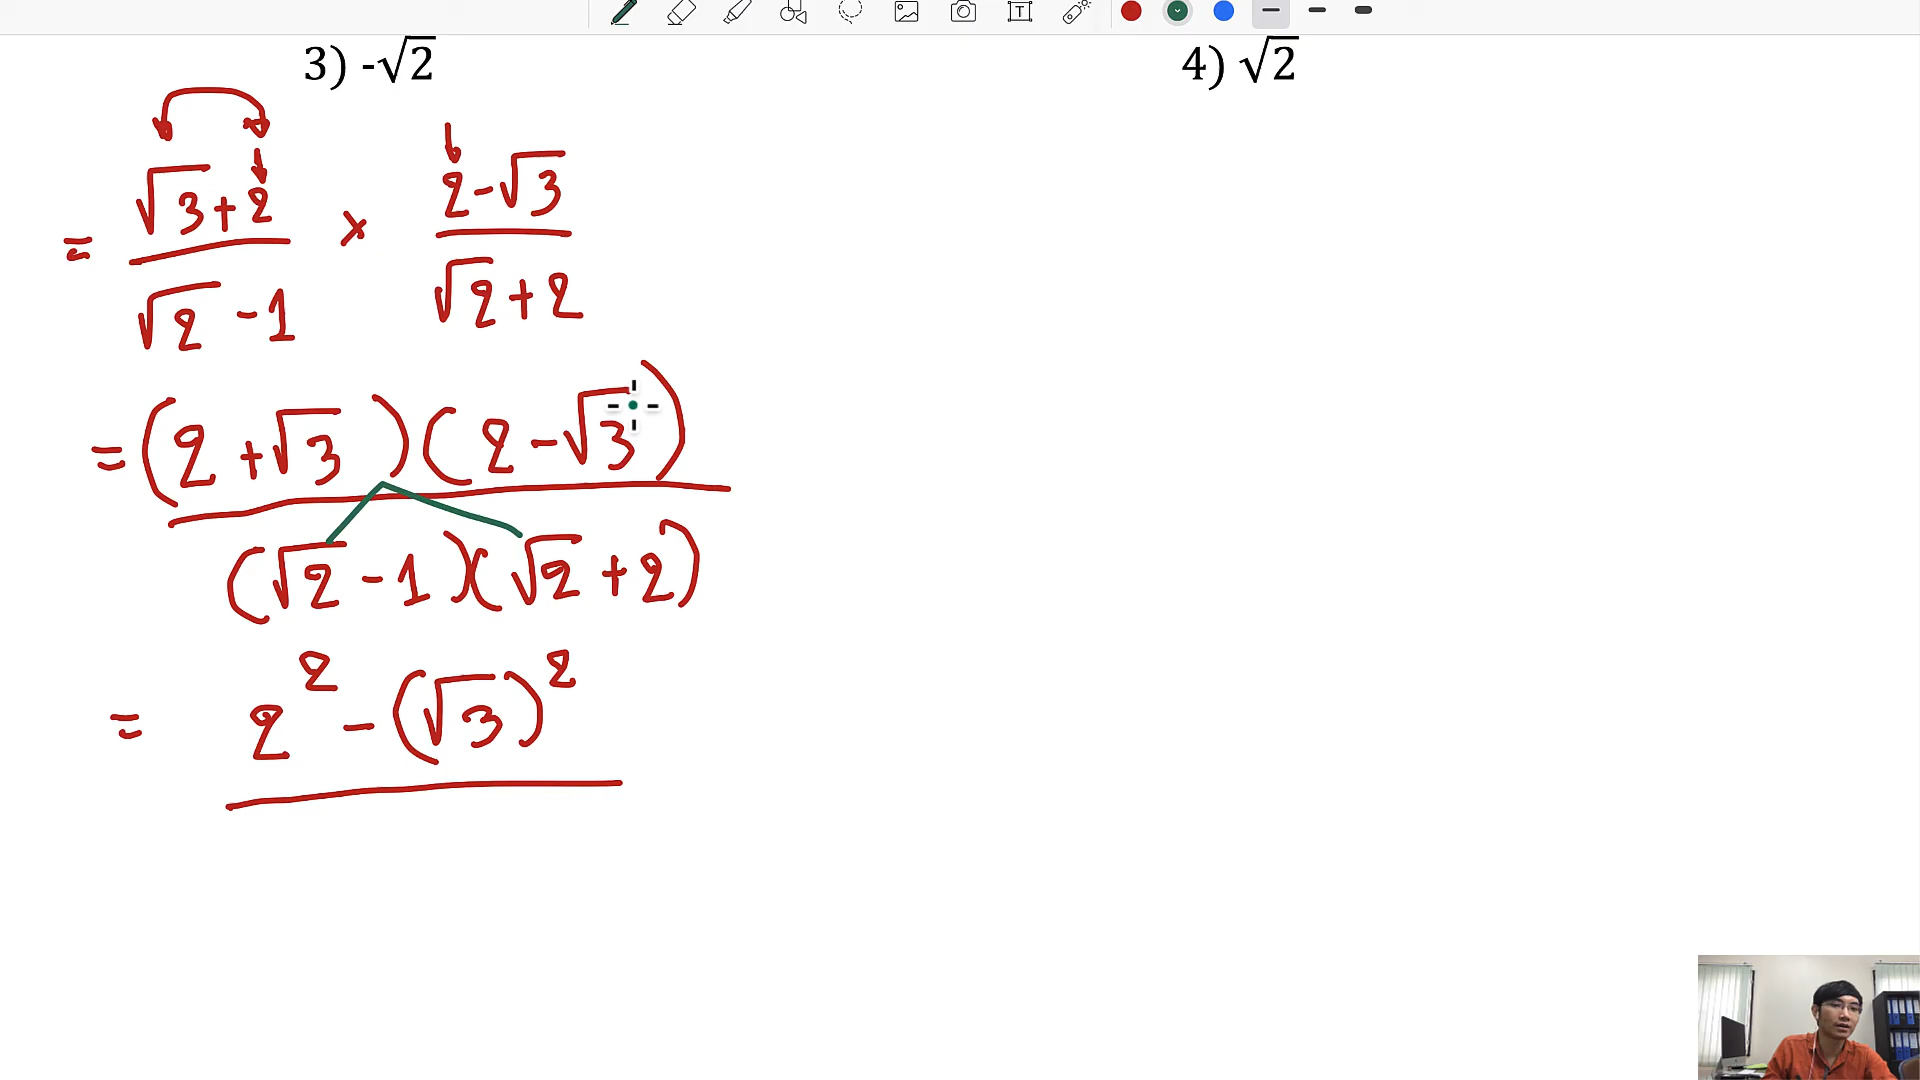 3) -√2
4) √2
= (√3 + 2)/(√2 - 1) × (2 - √3)/(√2 + 2)
= (2 + √3)(2 - √3)
(√2 - 1)(√2 + 2)
= 2² - (√3)²